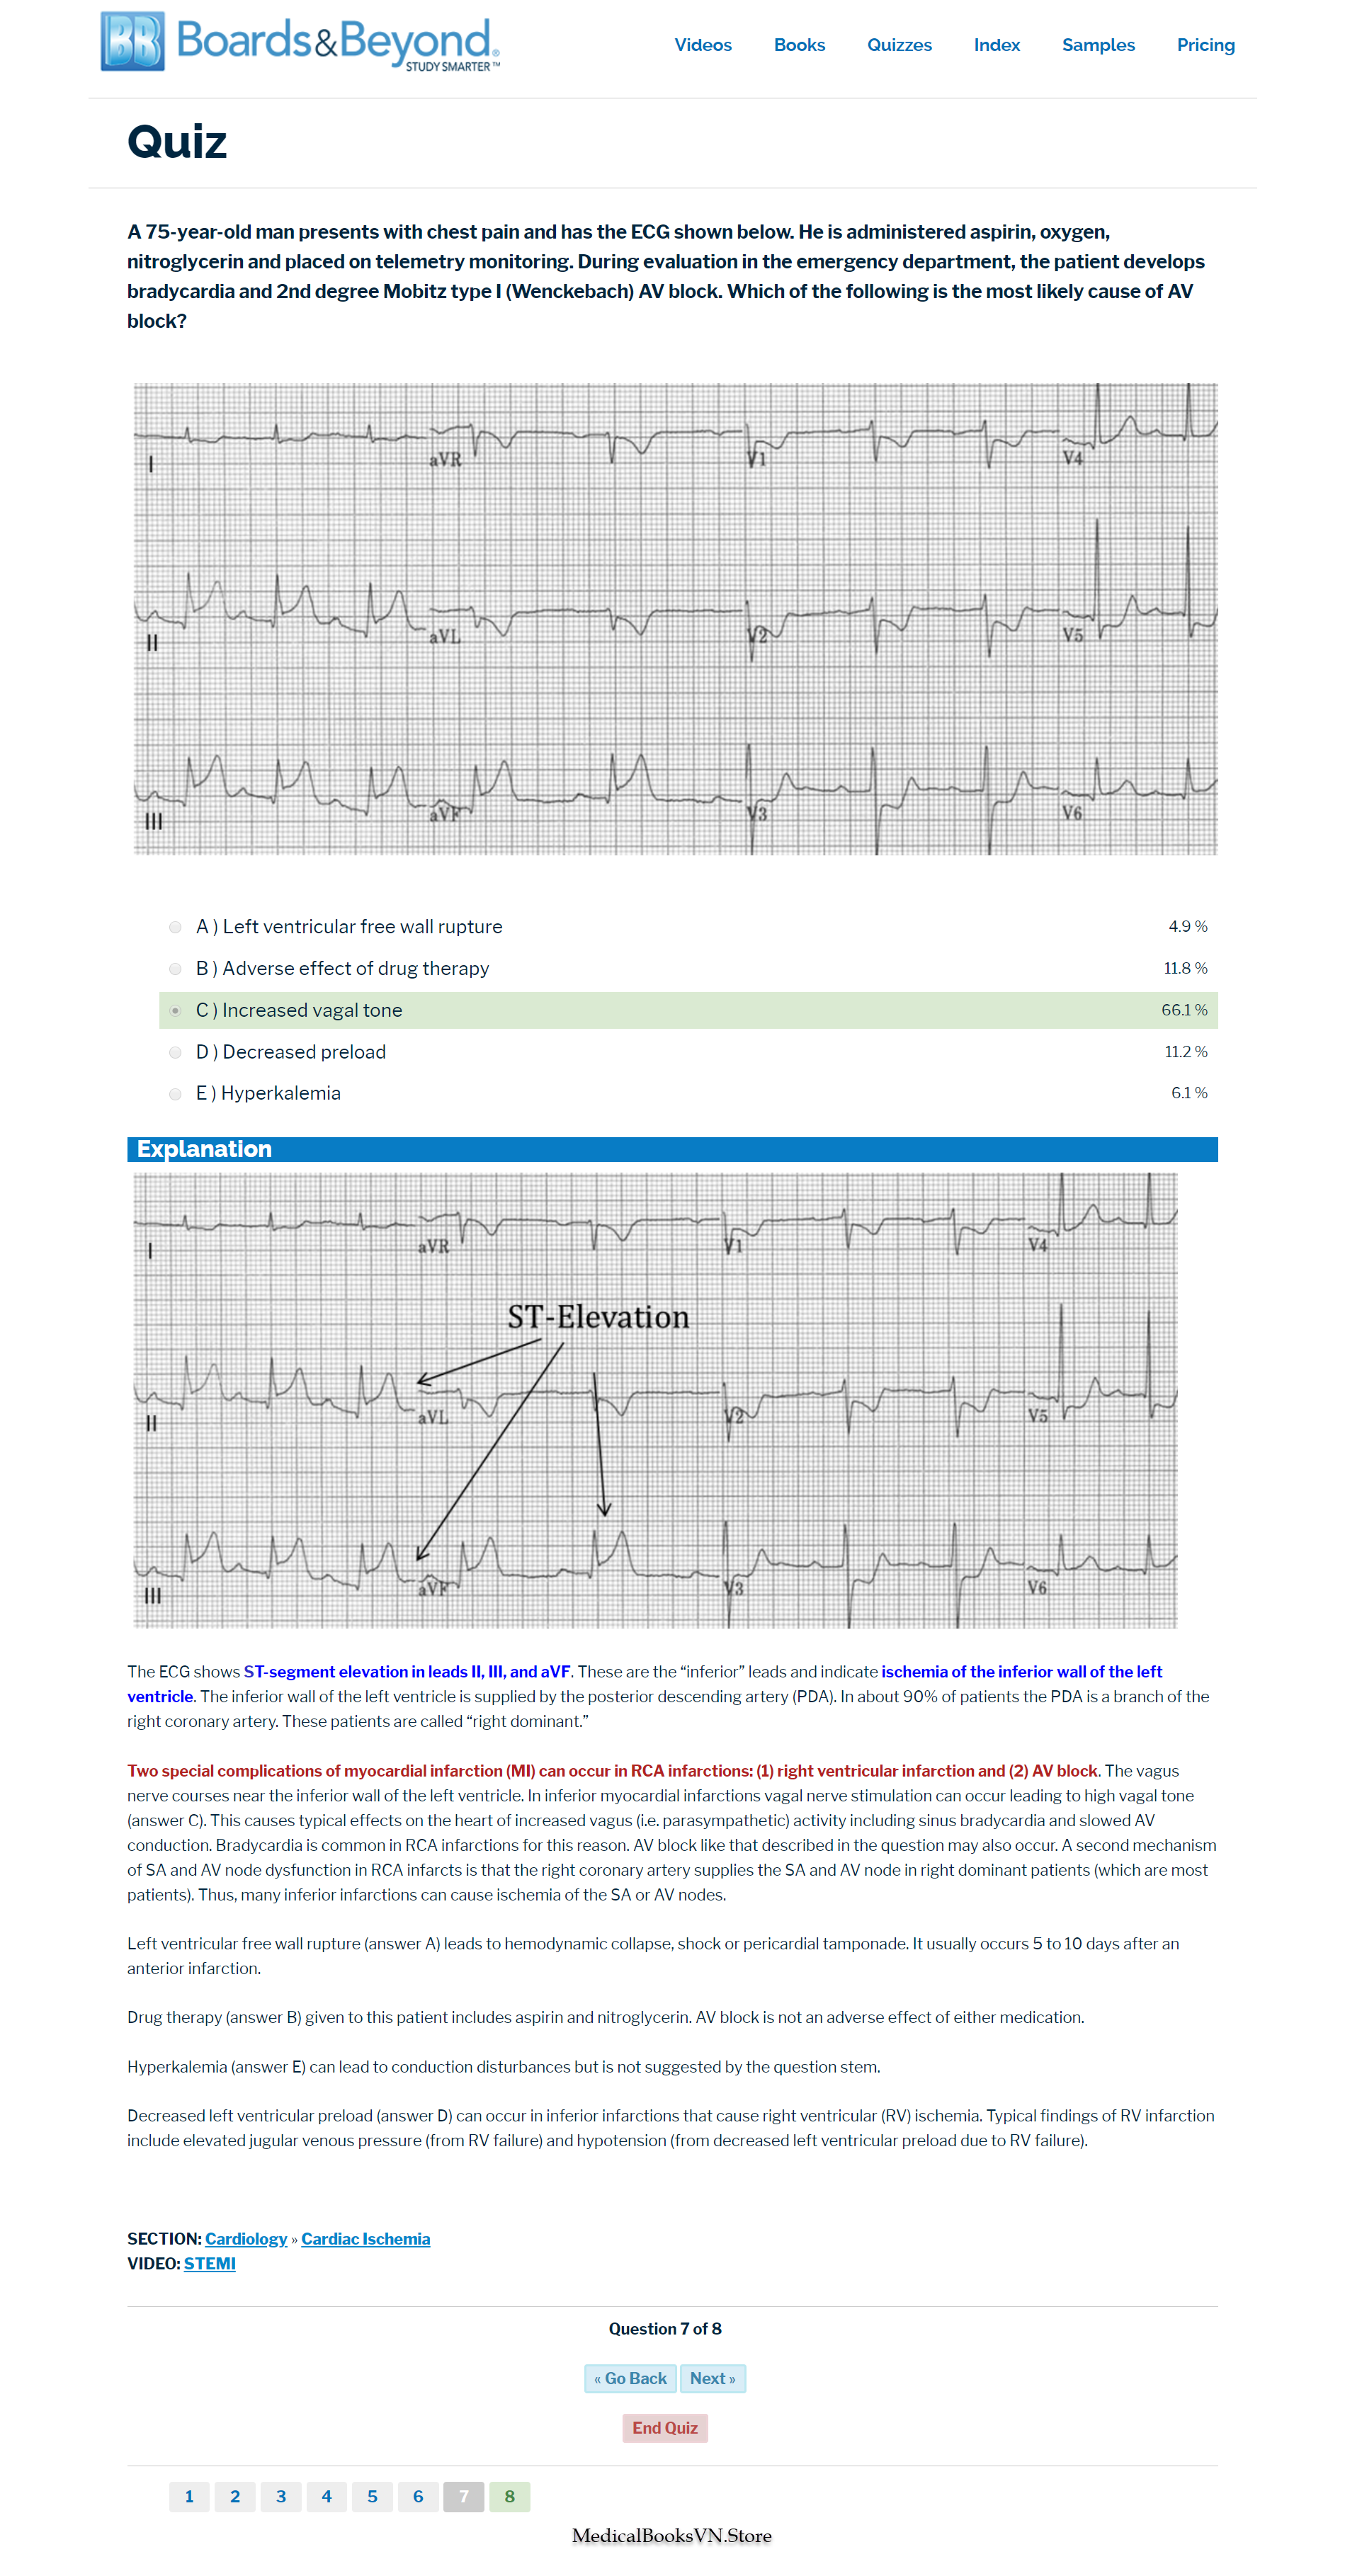 BB Boards&Beyond®
STUDY SMARTER™
Videos Books Quizzes Index Samples Pricing
Quiz
A 75-year-old man presents with chest pain and has the ECG shown below. He is administered aspirin, oxygen,
nitroglycerin and placed on telemetry monitoring. During evaluation in the emergency department, the patient develops
bradycardia and 2nd degree Mobitz type I (Wenckebach) AV block. Which of the following is the most likely cause of AV
block?
I aVR V1 V4
II aVL V2 V5
III aVF V3 V6
A ) Left ventricular free wall rupture 4.9 %
B ) Adverse effect of drug therapy 11.8 %
C ) Increased vagal tone 66.1 %
D ) Decreased preload 11.2 %
E ) Hyperkalemia 6.1 %
Explanation
I aVR V1 V4
ST-Elevation
II aVL V2 V5
III aVF V3 V6
The ECG shows ST-segment elevation in leads II, III, and aVF. These are the “inferior” leads and indicate ischemia of the inferior wall of the left
ventricle. The inferior wall of the left ventricle is supplied by the posterior descending artery (PDA). In about 90% of patients the PDA is a branch of the
right coronary artery. These patients are called “right dominant.”
Two special complications of myocardial infarction (MI) can occur in RCA infarctions: (1) right ventricular infarction and (2) AV block. The vagus
nerve courses near the inferior wall of the left ventricle. In inferior myocardial infarctions vagal nerve stimulation can occur leading to high vagal tone
(answer C). This causes typical effects on the heart of increased vagus (i.e. parasympathetic) activity including sinus bradycardia and slowed AV
conduction. Bradycardia is common in RCA infarctions for this reason. AV block like that described in the question may also occur. A second mechanism
of SA and AV node dysfunction in RCA infarcts is that the right coronary artery supplies the SA and AV node in right dominant patients (which are most
patients). Thus, many inferior infarctions can cause ischemia of the SA or AV nodes.
Left ventricular free wall rupture (answer A) leads to hemodynamic collapse, shock or pericardial tamponade. It usually occurs 5 to 10 days after an
anterior infarction.
Drug therapy (answer B) given to this patient includes aspirin and nitroglycerin. AV block is not an adverse effect of either medication.
Hyperkalemia (answer E) can lead to conduction disturbances but is not suggested by the question stem.
Decreased left ventricular preload (answer D) can occur in inferior infarctions that cause right ventricular (RV) ischemia. Typical findings of RV infarction
include elevated jugular venous pressure (from RV failure) and hypotension (from decreased left ventricular preload due to RV failure).
SECTION: Cardiology » Cardiac Ischemia
VIDEO: STEMI
Question 7 of 8
« Go Back Next »
End Quiz
1 2 3 4 5 6 7 8
MedicalBooksVN.Store